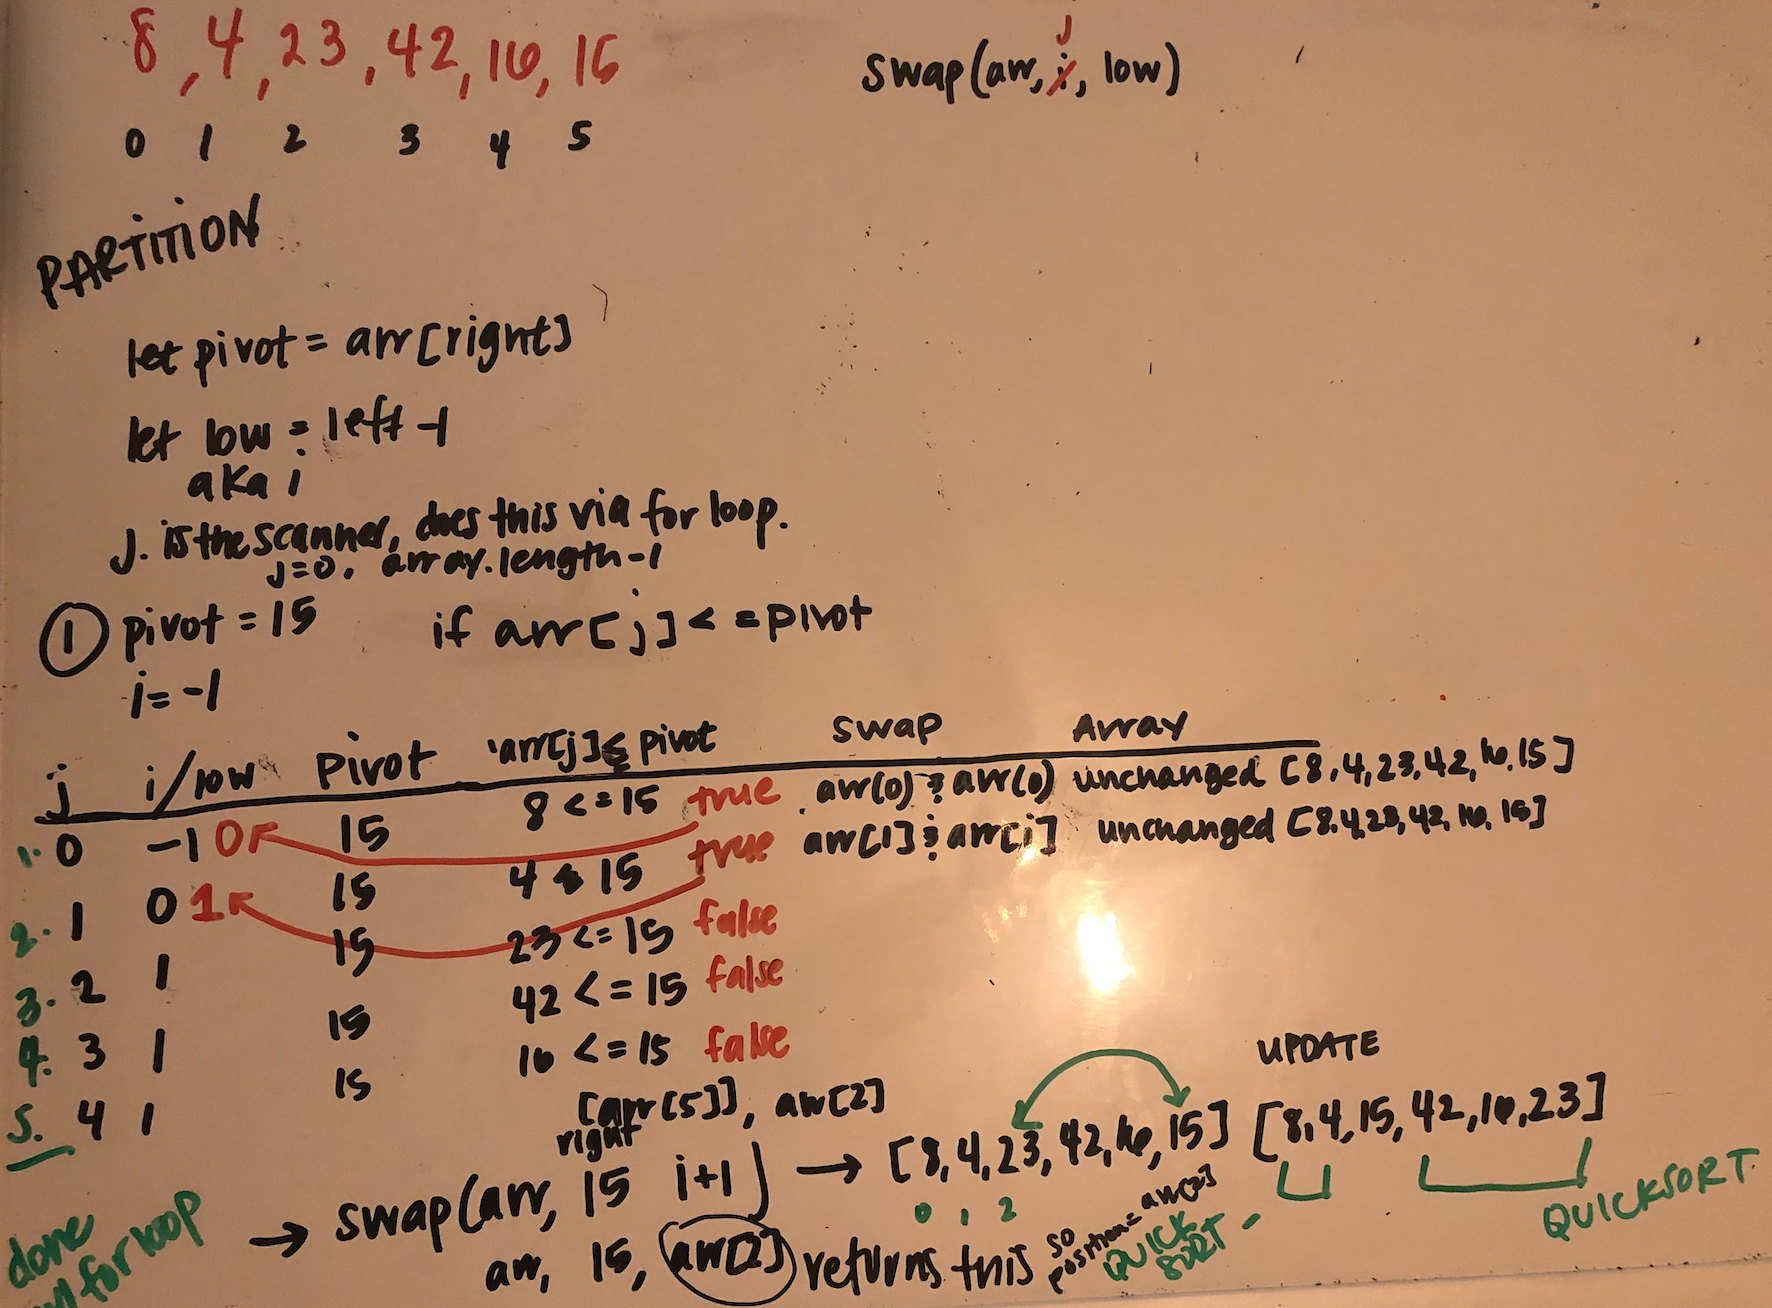 8, 4, 23, 42, 16, 15
0 1 2 3 4 5
j
swap(arr, i, low)
PARTITION
let pivot = arr[right]
let low = left -1
aka i
J. is the scanner, does this via for loop.
j=0, array.length-1
① pivot = 15 if arr[j] <= pivot
i = -1
j i/low Pivot arr[j] ≤ pivot swap Array
1. 0 -1 0 15 8 <= 15 true arr(0) ; arr(0) unchanged [8,4,23,42,16,15]
2. 1 0 1 15 4 ≤ 15 true arr[1] ; arr[i] unchanged [8,4,23,42,16,15]
3. 2 1 15 23 <= 15 false
4. 3 1 15 42 <= 15 false
5. 4 1 15 16 <= 15 false
[arr[5]], arr[2]
right
→ swap(arr, 15 i+1) → [8,4,23,42,16,15]
0 1 2
UPDATE
[8,4,15,42,16,23]
arr, 15, arr[2] returns this so position = arr[2]
QUICK
SORT -
QUICKSORT
done
for loop